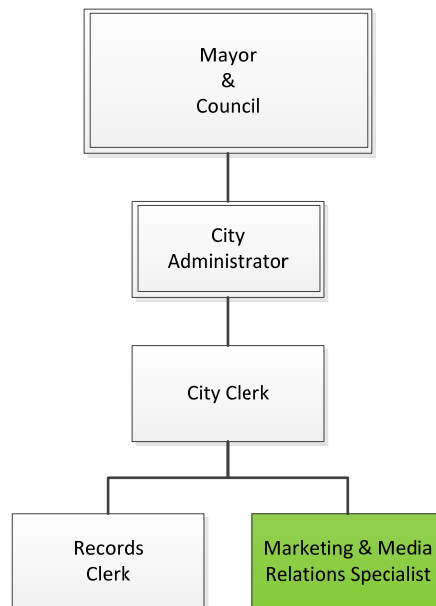 Mayor
&
Council
City
Administrator
City Clerk
Records
Clerk
Marketing & Media
Relations Specialist